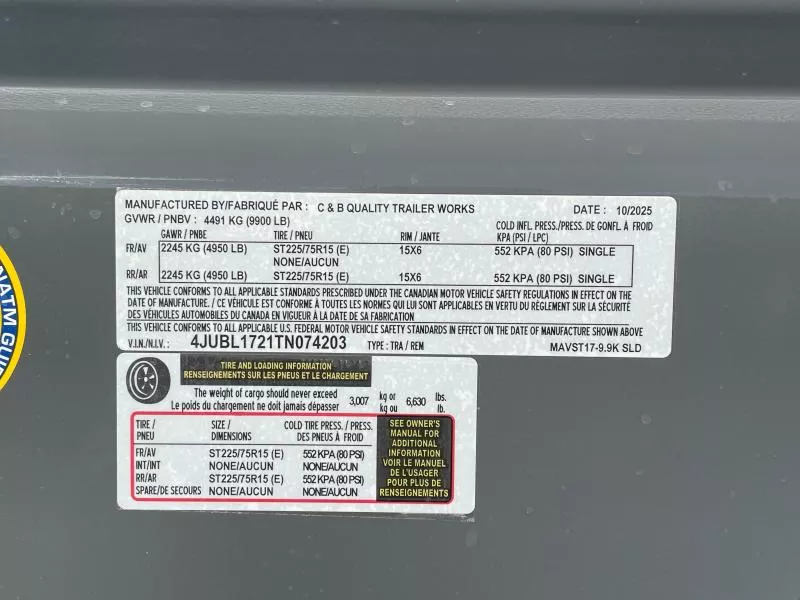 MANUFACTURED BY/FABRIQUÉ PAR : C & B QUALITY TRAILER WORKS DATE : 10/2025
GVWR / PNBV : 4491 KG (9900 LB)
GAWR / PNBE TIRE / PNEU RIM / JANTE COLD INFL. PRESS./PRESS. DE GONFL. À FROID
KPA (PSI / LPC)
FR/AV 2245 KG (4950 LB) ST225/75R15 (E) 15X6 552 KPA (80 PSI) SINGLE
NONE/AUCUN
RR/AR 2245 KG (4950 LB) ST225/75R15 (E) 15X6 552 KPA (80 PSI) SINGLE
THIS VEHICLE CONFORMS TO ALL APPLICABLE STANDARDS PRESCRIBED UNDER THE CANADIAN MOTOR VEHICLE SAFETY REGULATIONS IN EFFECT ON THE
DATE OF MANUFACTURE. / CE VÉHICULE EST CONFORME À TOUTES LES NORMES QUI LUI SONT APPLICABLES EN VERTU DU RÈGLEMENT SUR LA SÉCURITÉ
DES VÉHICULES AUTOMOBILES DU CANADA EN VIGUEUR À LA DATE DE SA FABRICATION.
THIS VEHICLE CONFORMS TO ALL APPLICABLE U.S. FEDERAL MOTOR VEHICLE SAFETY STANDARDS IN EFFECT ON THE DATE OF MANUFACTURE SHOWN ABOVE
V.I.N./N.I.V.: 4JUBL1721TN074203 TYPE : TRA / REM MAVST17-9.9K SLD
NATM GUI
TIRE AND LOADING INFORMATION
RENSEIGNEMENTS SUR LES PNEUS ET LE CHARGEMENT
The weight of cargo should never exceed 3,007 kg or 6,630 lbs.
Le poids du chargement ne doit jamais dépasser kg ou lb.
TIRE / SIZE / COLD TIRE PRESS. / PRESS.
PNEU DIMENSIONS DES PNEUS À FROID
FR/AV ST225/75R15 (E) 552 KPA (80 PSI)
INT/INT NONE/AUCUN NONE/AUCUN
RR/AR ST225/75R15 (E) 552 KPA (80 PSI)
SPARE/DE SECOURS NONE/AUCUN NONE/AUCUN
SEE OWNER'S
MANUAL FOR
ADDITIONAL
INFORMATION
VOIR LE MANUEL
DE L'USAGER
POUR PLUS DE
RENSEIGNEMENTS